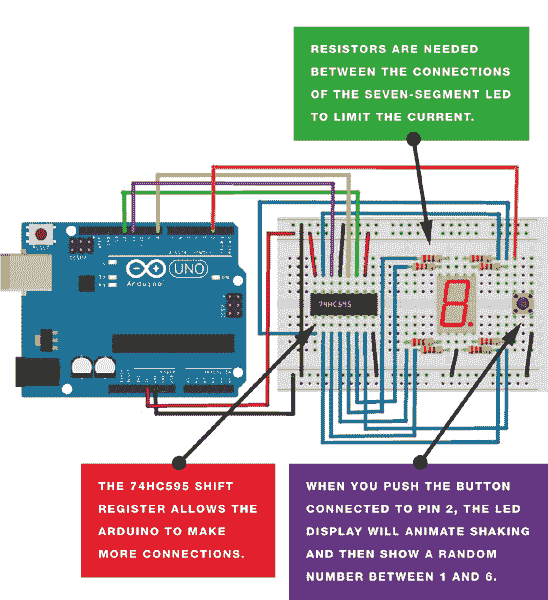 RESISTORS ARE NEEDED
BETWEEN THE CONNECTIONS
OF THE SEVEN-SEGMENT LED
TO LIMIT THE CURRENT.
UNO
Arduino
74HC595
THE 74HC595 SHIFT
REGISTER ALLOWS THE
ARDUINO TO MAKE
MORE CONNECTIONS.
WHEN YOU PUSH THE BUTTON
CONNECTED TO PIN 2, THE LED
DISPLAY WILL ANIMATE SHAKING
AND THEN SHOW A RANDOM
NUMBER BETWEEN 1 AND 6.